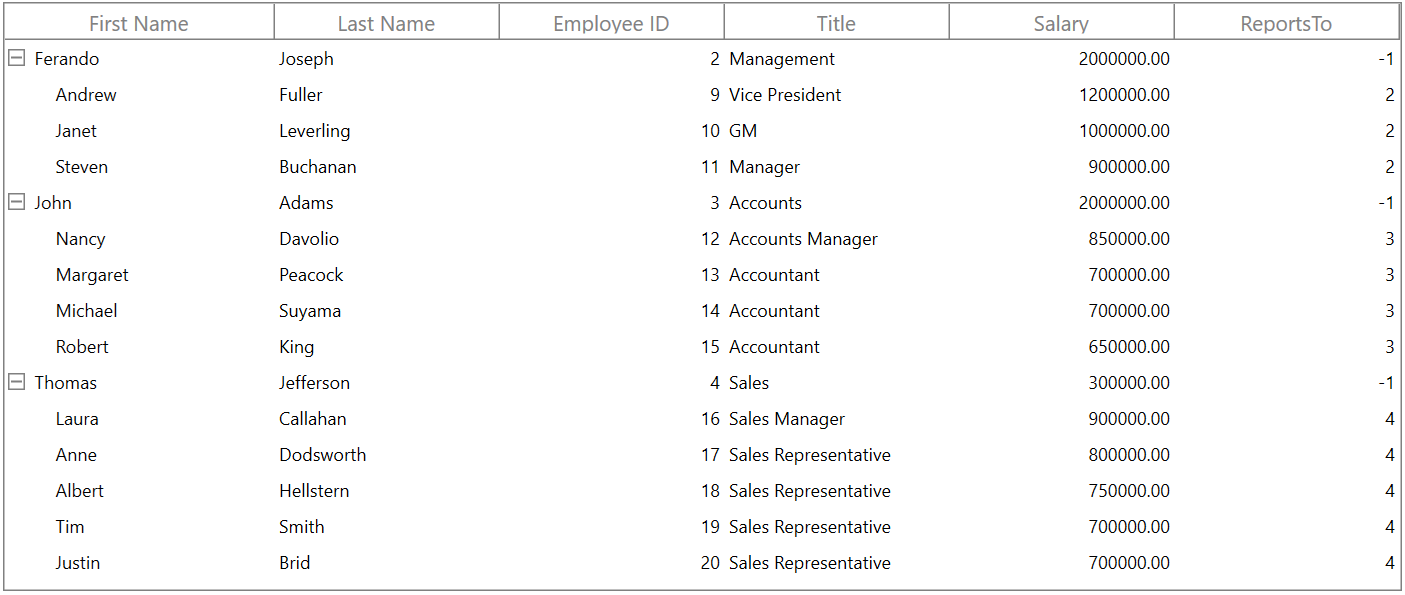 First Name Last Name Employee ID Title Salary ReportsTo
Ferando Joseph 2 Management 2000000.00 -1
Andrew Fuller 9 Vice President 1200000.00 2
Janet Leverling 10 GM 1000000.00 2
Steven Buchanan 11 Manager 900000.00 2
John Adams 3 Accounts 2000000.00 -1
Nancy Davolio 12 Accounts Manager 850000.00 3
Margaret Peacock 13 Accountant 700000.00 3
Michael Suyama 14 Accountant 700000.00 3
Robert King 15 Accountant 650000.00 3
Thomas Jefferson 4 Sales 300000.00 -1
Laura Callahan 16 Sales Manager 900000.00 4
Anne Dodsworth 17 Sales Representative 800000.00 4
Albert Hellstern 18 Sales Representative 750000.00 4
Tim Smith 19 Sales Representative 700000.00 4
Justin Brid 20 Sales Representative 700000.00 4